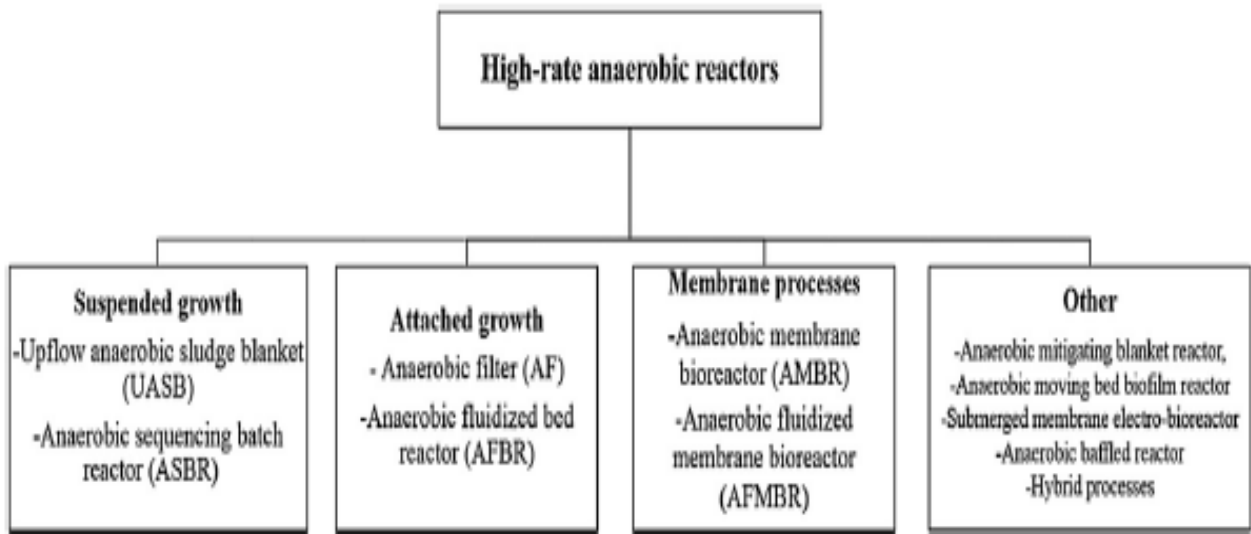 High-rate anaerobic reactors
Suspended growth
-Upflow anaerobic sludge blanket
(UASB)
-Anaerobic sequencing batch
reactor (ASBR)
Attached growth
- Anaerobic filter (AF)
-Anaerobic fluidized bed
reactor (AFBR)
Membrane processes
-Anaerobic membrane
bioreactor (AMBR)
-Anaerobic fluidized
membrane bioreactor
(AFMBR)
Other
-Anaerobic mitigating blanket reactor,
-Anaerobic moving bed biofilm reactor
-Submerged membrane electro-bioreactor
-Anaerobic baffled reactor
-Hybrid processes